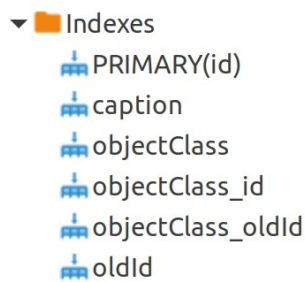 Indexes
PRIMARY(id)
caption
objectClass
objectClass_id
objectClass_oldId
oldId